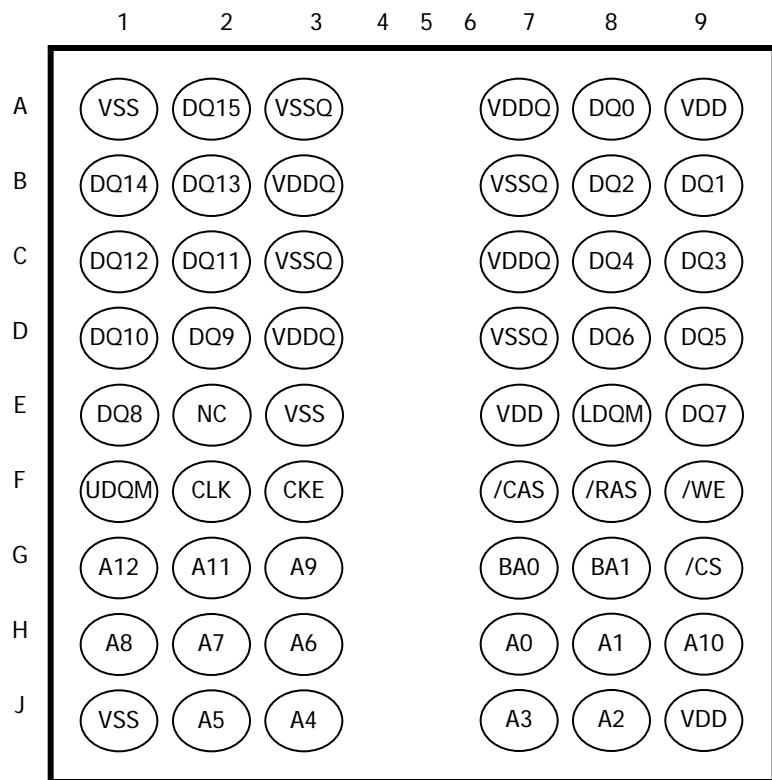 1 2 3 4 5 6 7 8 9
A VSS DQ15 VSSQ VDDQ DQ0 VDD
B DQ14 DQ13 VDDQ VSSQ DQ2 DQ1
C DQ12 DQ11 VSSQ VDDQ DQ4 DQ3
D DQ10 DQ9 VDDQ VSSQ DQ6 DQ5
E DQ8 NC VSS VDD LDQM DQ7
F UDQM CLK CKE /CAS /RAS /WE
G A12 A11 A9 BA0 BA1 /CS
H A8 A7 A6 A0 A1 A10
J VSS A5 A4 A3 A2 VDD